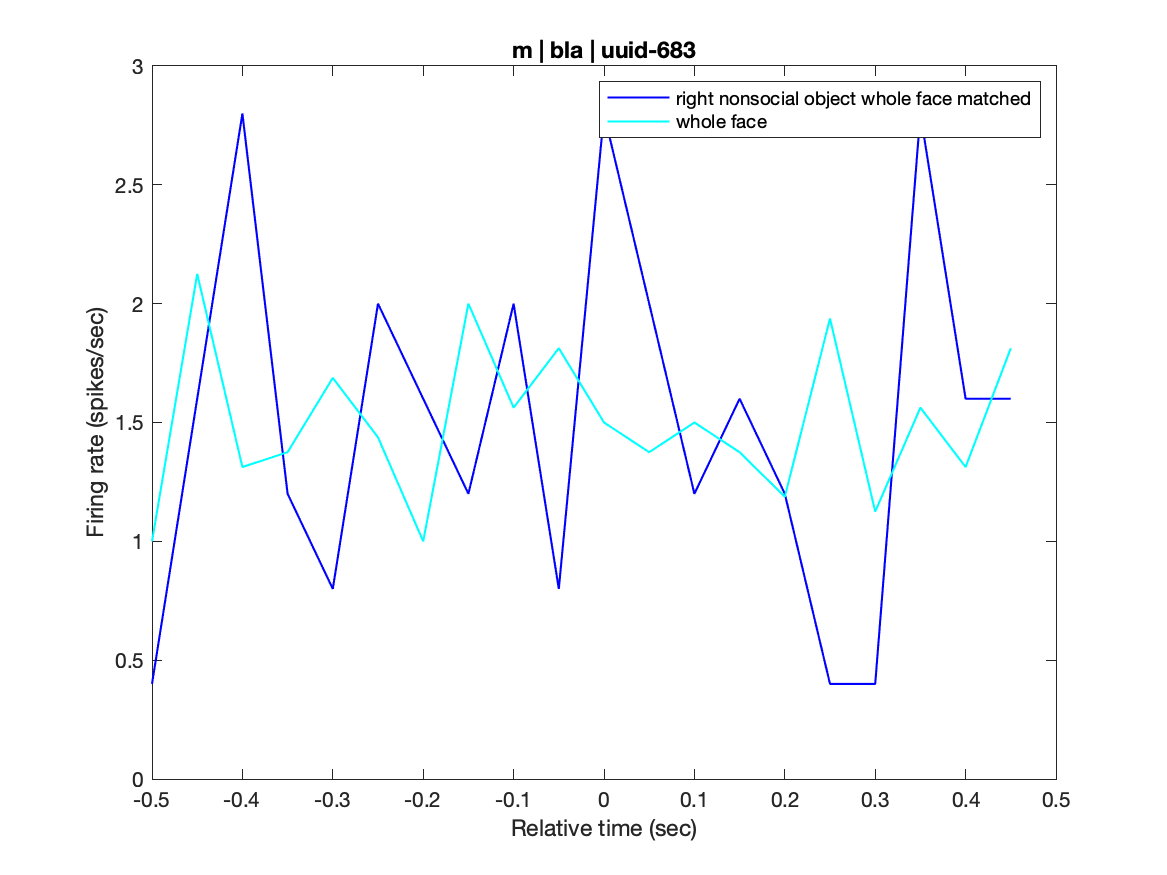 m | bla | uuid-683
right nonsocial object whole face matched
whole face
Firing rate (spikes/sec)
3
2.5
2
1.5
1
0.5
0
-0.5 -0.4 -0.3 -0.2 -0.1 0 0.1 0.2 0.3 0.4 0.5
Relative time (sec)